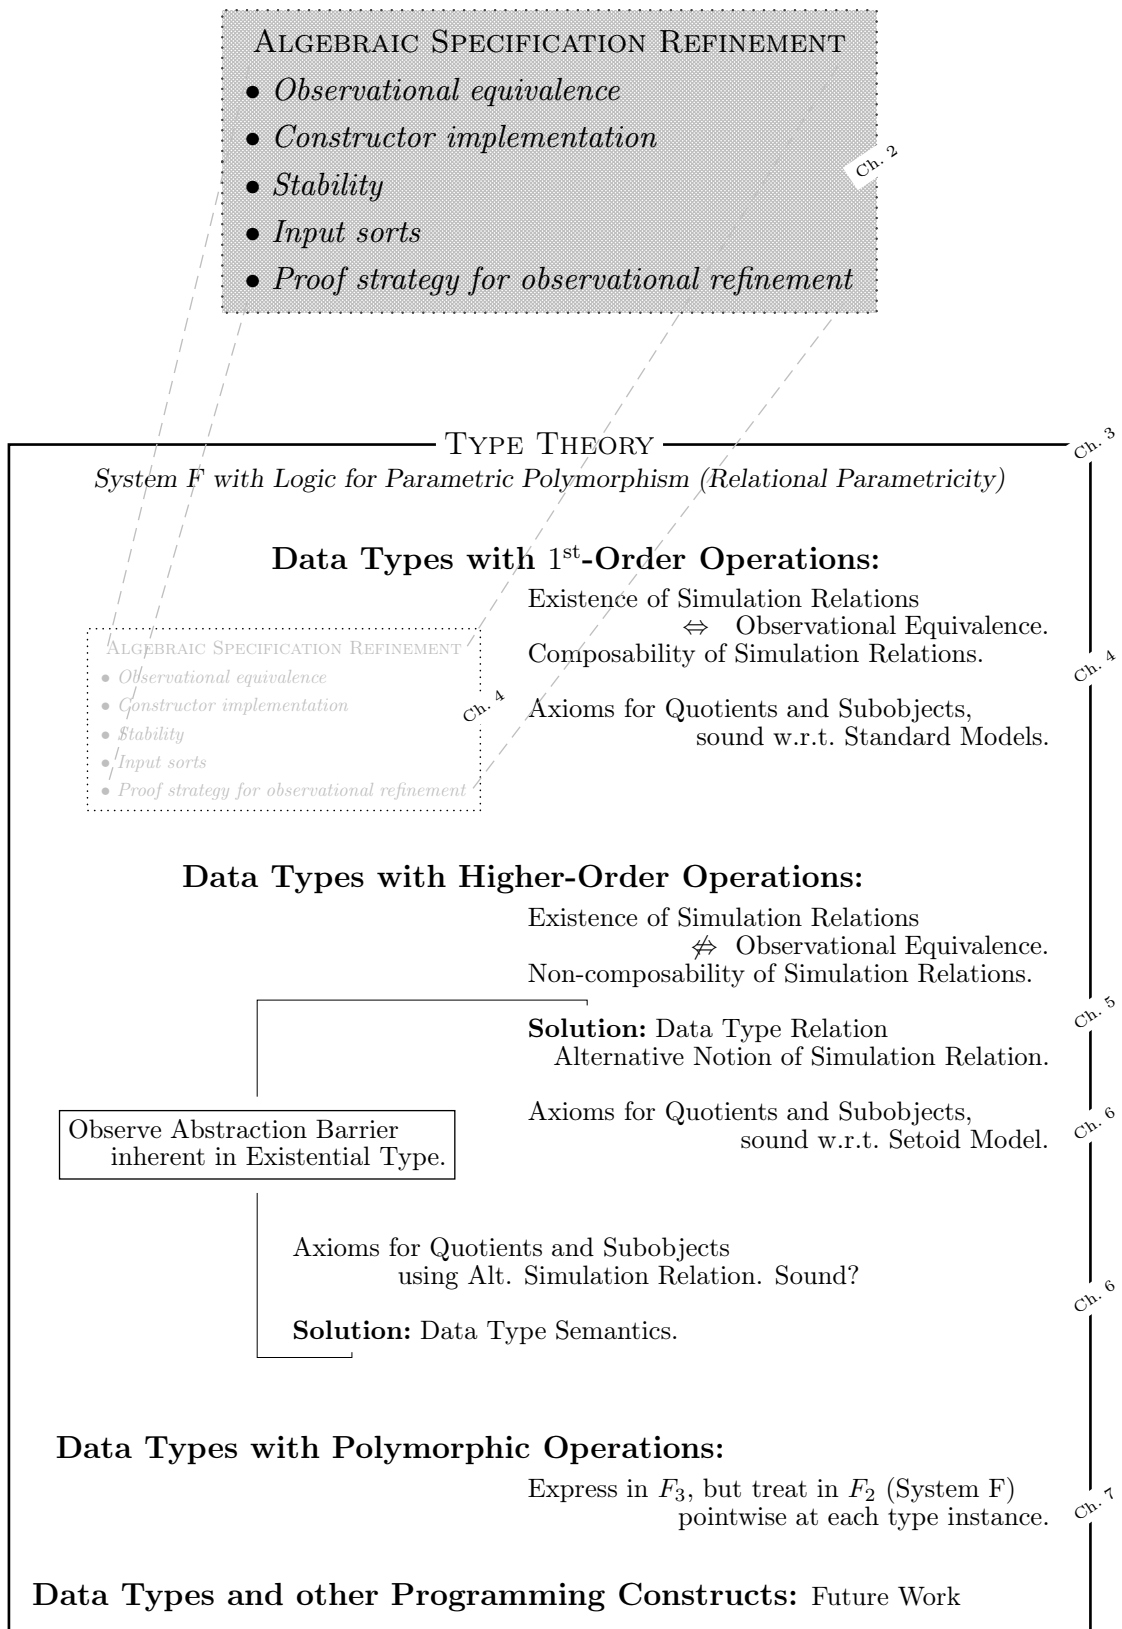 ALGEBRAIC SPECIFICATION REFINEMENT
• Observational equivalence
• Constructor implementation
• Stability
• Input sorts
• Proof strategy for observational refinement
Ch. 2
TYPE THEORY
Ch. 3
System F with Logic for Parametric Polymorphism (Relational Parametricity)
Data Types with 1st-Order Operations:
Existence of Simulation Relations
⇔ Observational Equivalence.
Composability of Simulation Relations.
Ch. 4
Axioms for Quotients and Subobjects,
sound w.r.t. Standard Models.
ALGEBRAIC SPECIFICATION REFINEMENT
• Observational equivalence
• Constructor implementation
• Stability
• Input sorts
• Proof strategy for observational refinement
Ch. 4
Data Types with Higher-Order Operations:
Existence of Simulation Relations
⇎ Observational Equivalence.
Non-composability of Simulation Relations.
Ch. 5
Solution: Data Type Relation
Alternative Notion of Simulation Relation.
Axioms for Quotients and Subobjects,
sound w.r.t. Setoid Model.
Ch. 6
Observe Abstraction Barrier
inherent in Existential Type.
Axioms for Quotients and Subobjects
using Alt. Simulation Relation. Sound?
Ch. 6
Solution: Data Type Semantics.
Data Types with Polymorphic Operations:
Express in F₃, but treat in F₂ (System F)
pointwise at each type instance.
Ch. 7
Data Types and other Programming Constructs: Future Work